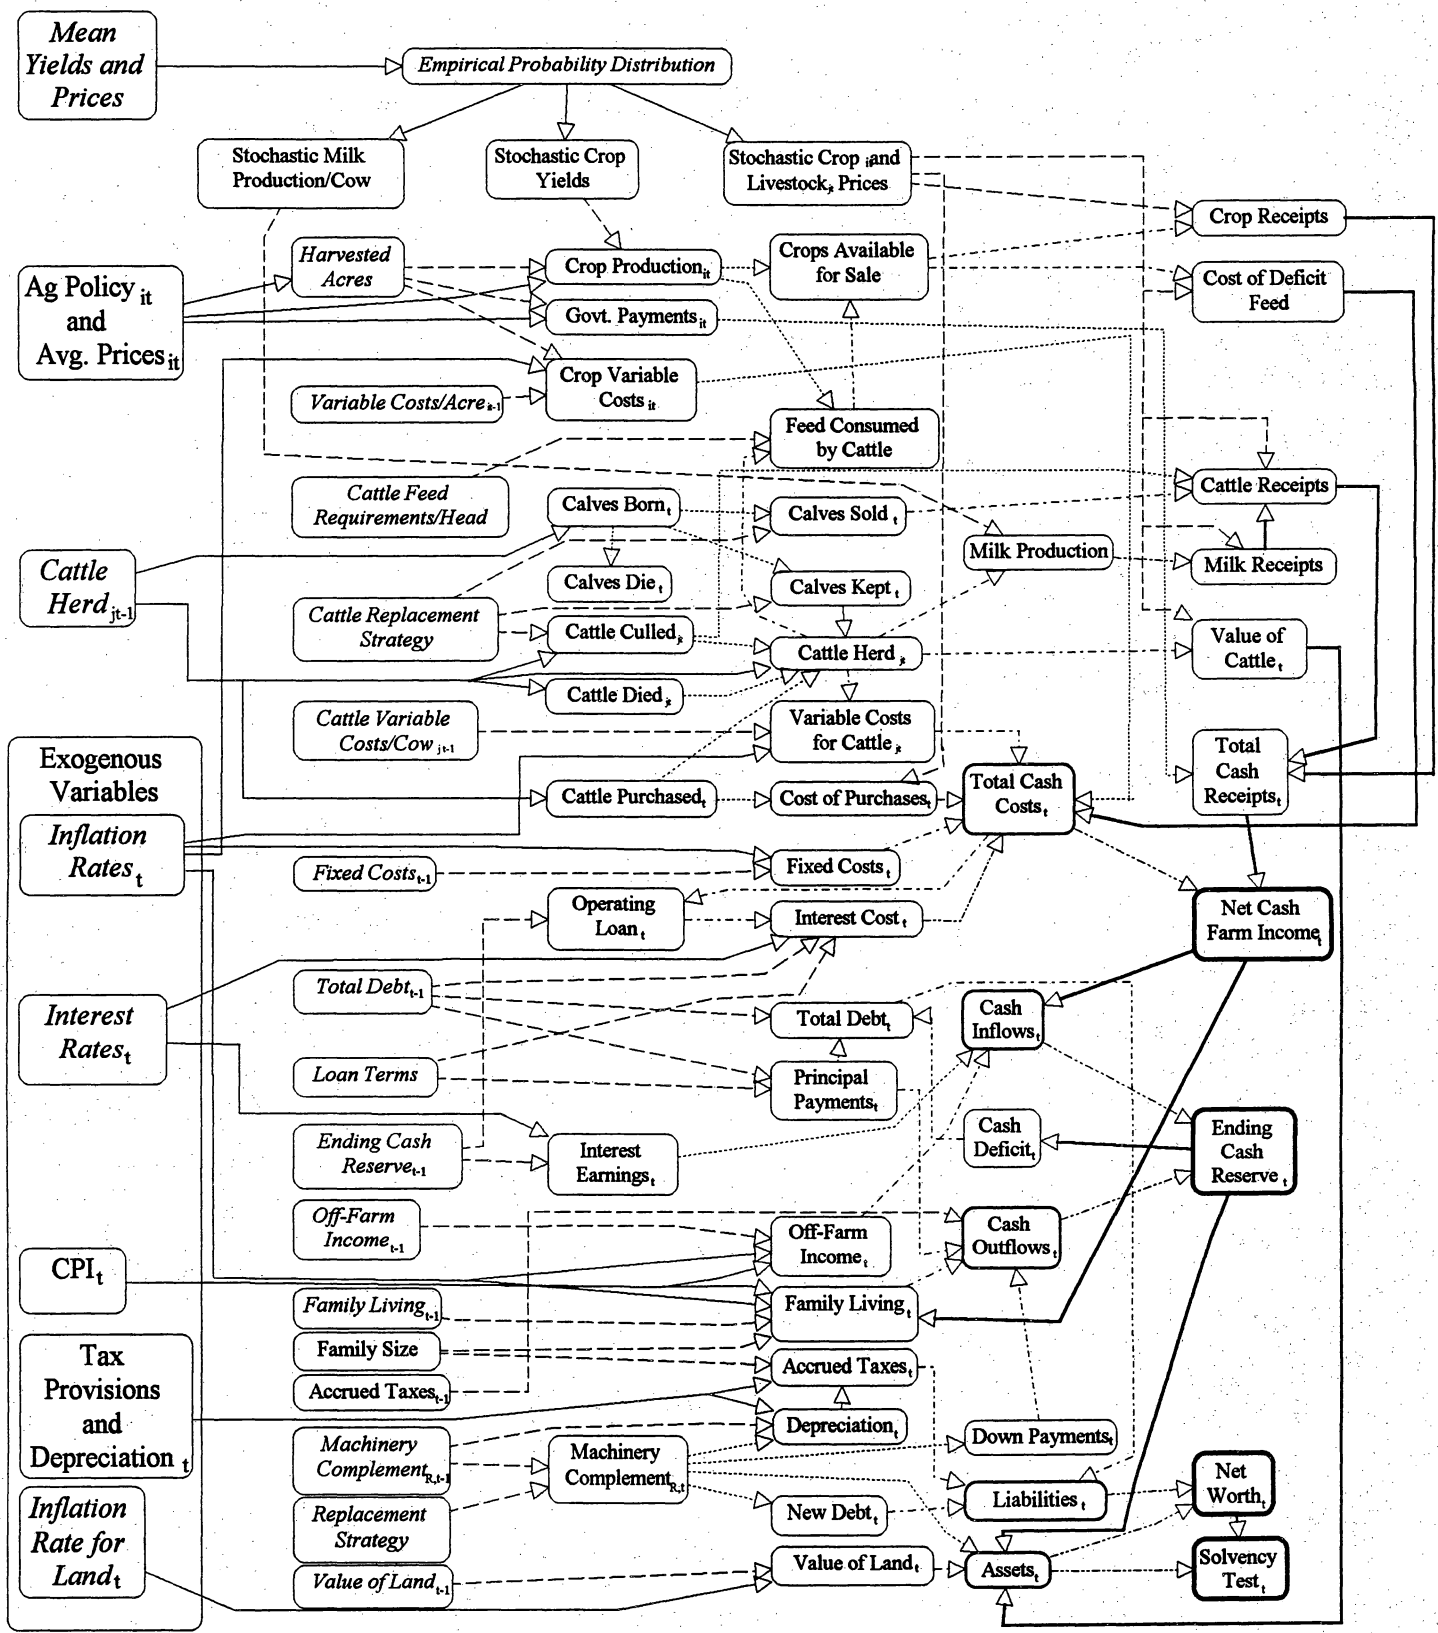 Mean
Yields and
Prices
Empirical Probability Distribution
Stochastic Milk
Production/Cow
Stochastic Crop
Yields
Stochastic Crop it and
Livestock jt Prices
Crop Receipts
Harvested
Acres
Crop Production it
Crops Available
for Sale
Cost of Deficit
Feed
Ag Policy it
and
Avg. Prices it
Govt. Payments it
Crop Variable
Costs it
Variable Costs/Acre it-1
Feed Consumed
by Cattle
Cattle Feed
Requirements/Head
Calves Born t
Calves Sold t
Cattle Receipts
Milk Production
Milk Receipts
Cattle
Herd jt-1
Calves Die t
Calves Kept t
Cattle Replacement
Strategy
Cattle Culled jt
Cattle Herd jt
Value of
Cattle t
Cattle Died jt
Cattle Variable
Costs/Cow jt-1
Variable Costs
for Cattle jt
Total
Cash
Receipts t
Exogenous
Variables
Cattle Purchased t
Cost of Purchases t
Total Cash
Costs t
Inflation
Rates t
Fixed Costs t-1
Fixed Costs t
Operating
Loan t
Interest Cost t
Net Cash
Farm Income t
Total Debt t-1
Total Debt t
Cash
Inflows t
Interest
Rates t
Loan Terms
Principal
Payments t
Ending Cash
Reserve t-1
Interest
Earnings t
Cash
Deficit t
Ending
Cash
Reserve t
Off-Farm
Income t-1
Off-Farm
Income t
Cash
Outflows t
CPI t
Family Living t-1
Family Living t
Family Size
Accrued Taxes t
Accrued Taxes t-1
Tax
Provisions
and
Depreciation t
Depreciation t
Machinery
Complement R,t-1
Machinery
Complement R,t
Down Payments t
Net
Worth t
Replacement
Strategy
New Debt t
Liabilities t
Inflation
Rate for
Land t
Value of Land t-1
Value of Land t
Assets t
Solvency
Test t